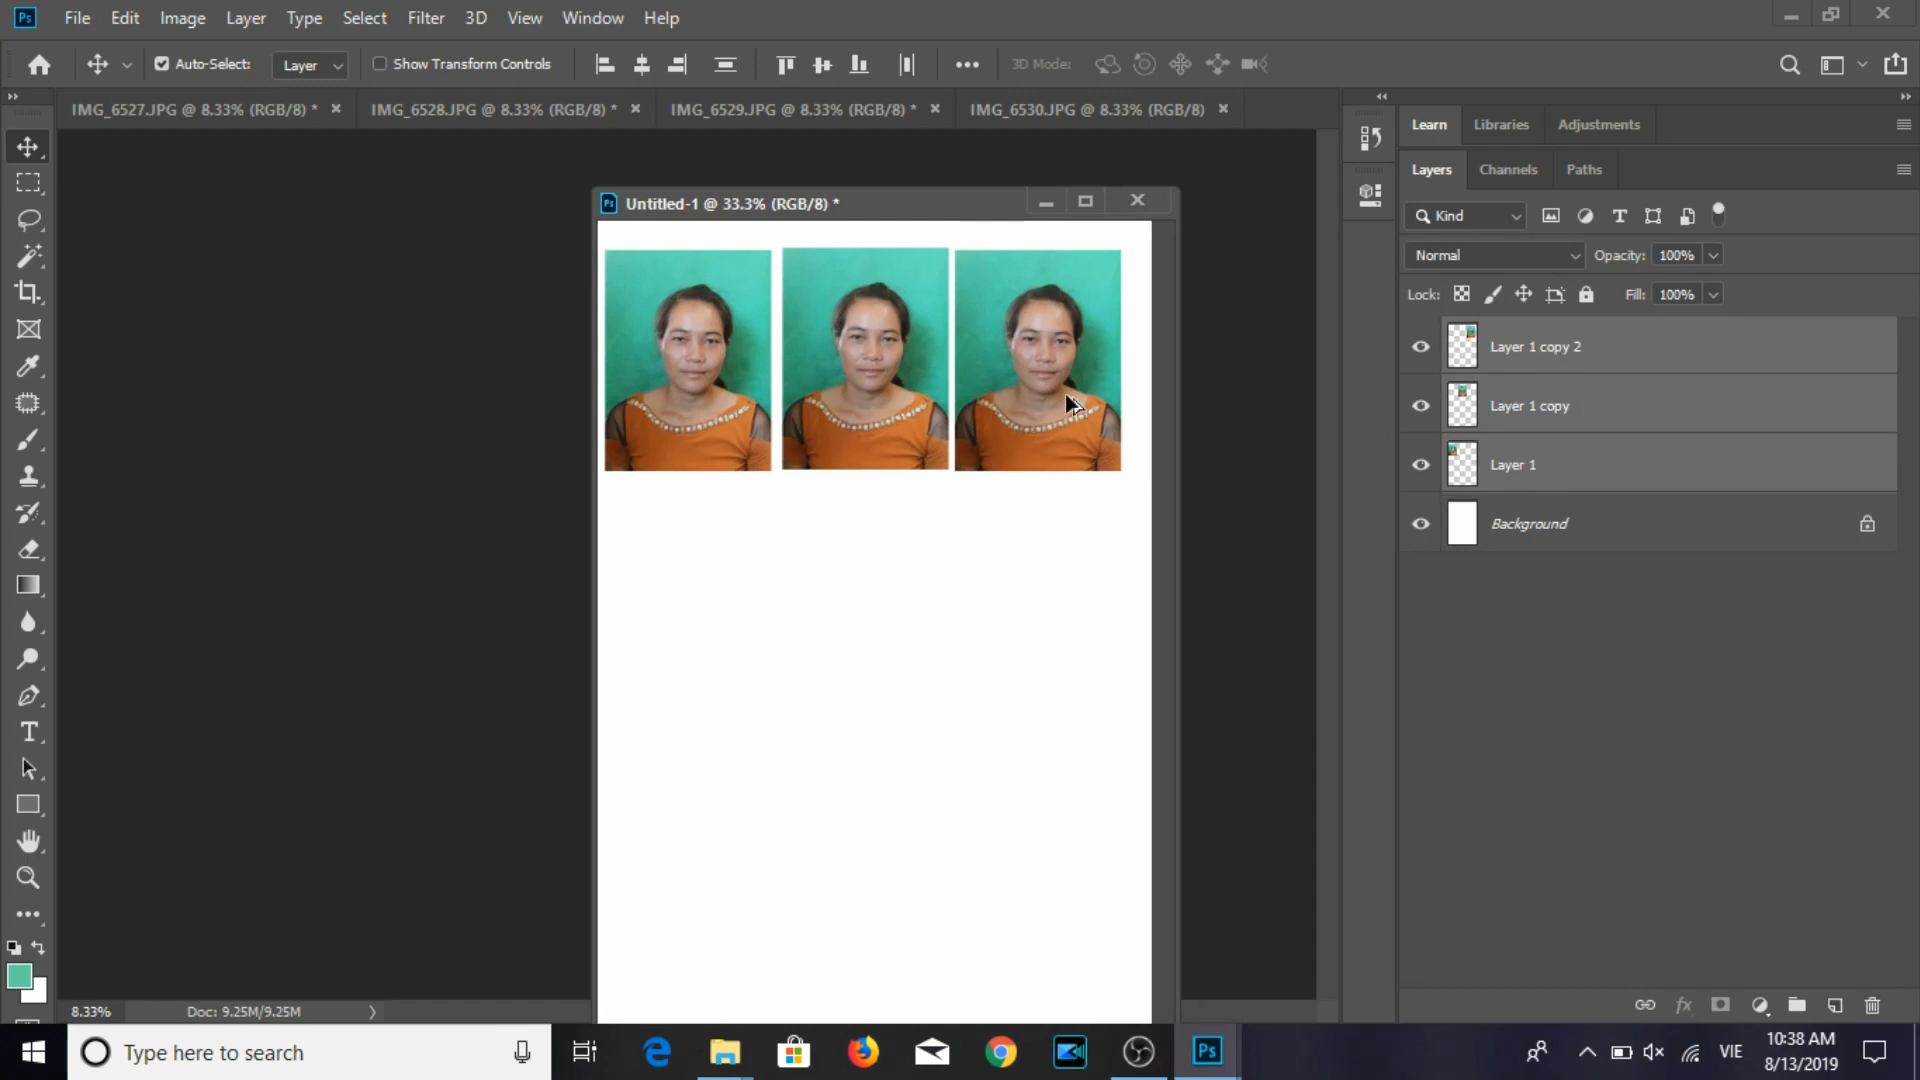 Ps File Edit Image Layer Type Select Filter 3D View Window Help
Auto-Select: Layer Show Transform Controls 3D Mode:
IMG_6527.JPG @ 8.33% (RGB/8) * IMG_6528.JPG @ 8.33% (RGB/8) * IMG_6529.JPG @ 8.33% (RGB/8) * IMG_6530.JPG @ 8.33% (RGB/8)
Learn Libraries Adjustments
Layers Channels Paths
Ps Untitled-1 @ 33.3% (RGB/8) *
Kind
Normal Opacity: 100%
Lock: Fill: 100%
Layer 1 copy 2
Layer 1 copy
Layer 1
Background
8.33% Doc: 9.25M/9.25M
fx
Type here to search
Ps
VIE
10:38 AM
8/13/2019